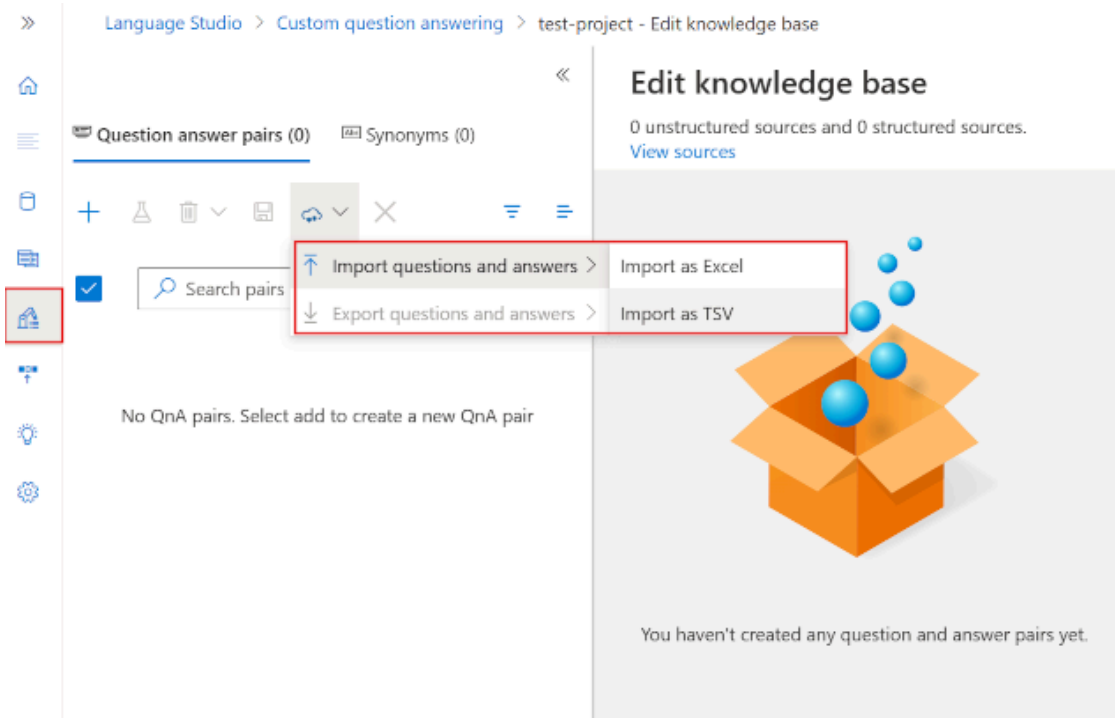 Language Studio > Custom question answering > test-project - Edit knowledge base
Question answer pairs (0)
Synonyms (0)
Search pairs
Import questions and answers >
Export questions and answers >
Import as Excel
Import as TSV
No QnA pairs. Select add to create a new QnA pair
Edit knowledge base
0 unstructured sources and 0 structured sources.
View sources
You haven't created any question and answer pairs yet.